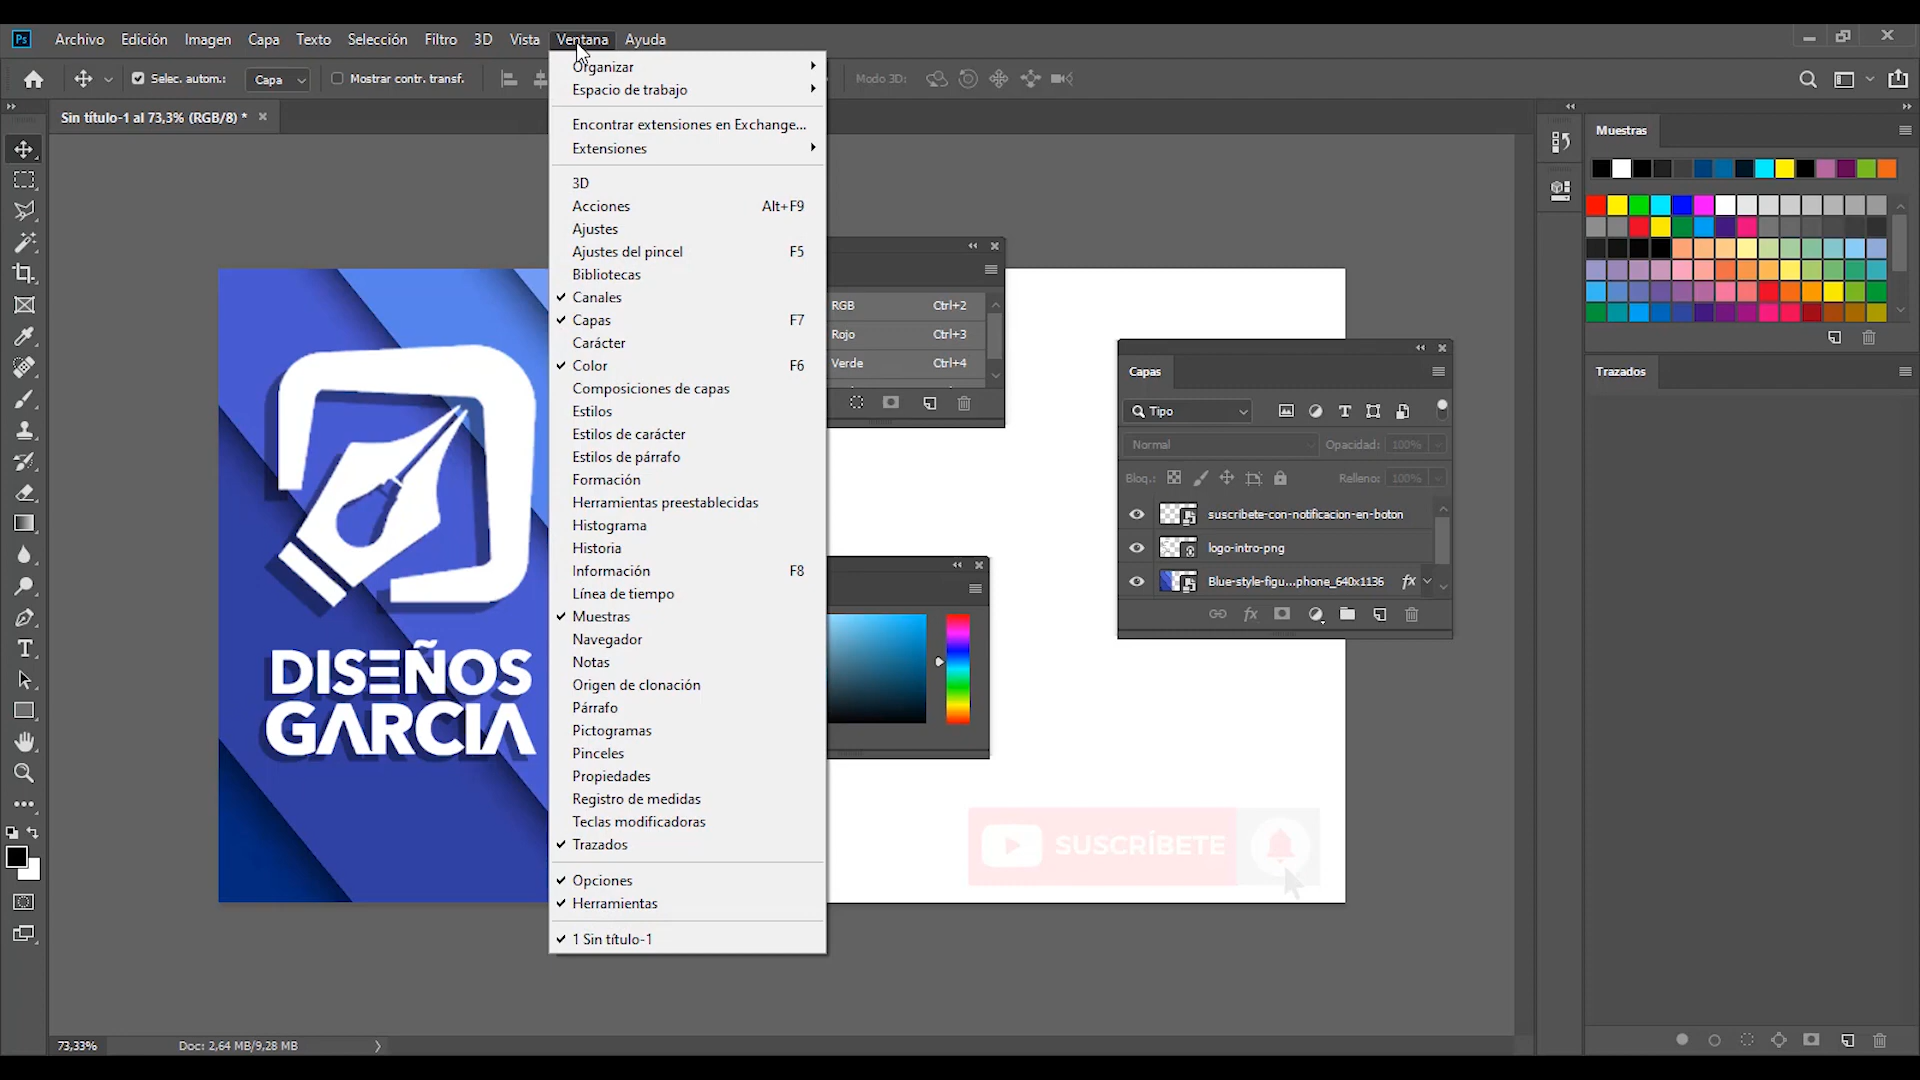 Ps Archivo Edición Imagen Capa Texto Selección Filtro 3D Vista Ventana Ayuda
Selec. autom.: Capa Mostrar contr. transf. Modo 3D:
Sin título-1 al 73,3% (RGB/8) *
Organizar
Espacio de trabajo
Encontrar extensiones en Exchange...
Extensiones
3D
Acciones Alt+F9
Ajustes
Ajustes del pincel F5
Bibliotecas
Canales
Capas F7
Carácter
Color F6
Composiciones de capas
Estilos
Estilos de carácter
Estilos de párrafo
Formación
Herramientas preestablecidas
Histograma
Historia
Información F8
Línea de tiempo
Muestras
Navegador
Notas
Origen de clonación
Párrafo
Pictogramas
Pinceles
Propiedades
Registro de medidas
Teclas modificadoras
Trazados
Opciones
Herramientas
1 Sin título-1
DISEÑOS
GARCIA
RGB Ctrl+2
Rojo Ctrl+3
Verde Ctrl+4
Capas
Tipo
Normal Opacidad: 100%
Bloq.: Relleno: 100%
suscribete-con-notificacion-en-boton
logo-intro-png
Blue-style-figu...phone_640x1136 fx
fx
SUSCRÍBETE
Muestras
Trazados
73,33% Doc: 2,64 MB/9,28 MB